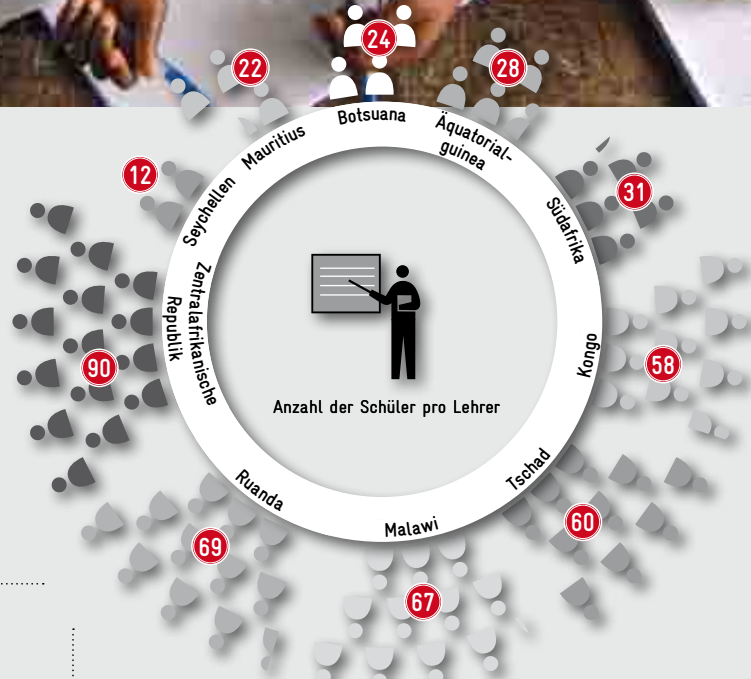 24
22
28
Botsuana
Mauritius
Äquatorial-
guinea
12
31
Seychellen
Südafrika
Zentralafrikanische
Republik
90
Kongo
58
Anzahl der Schüler pro Lehrer
Tschad
60
Ruanda
69
Malawi
67